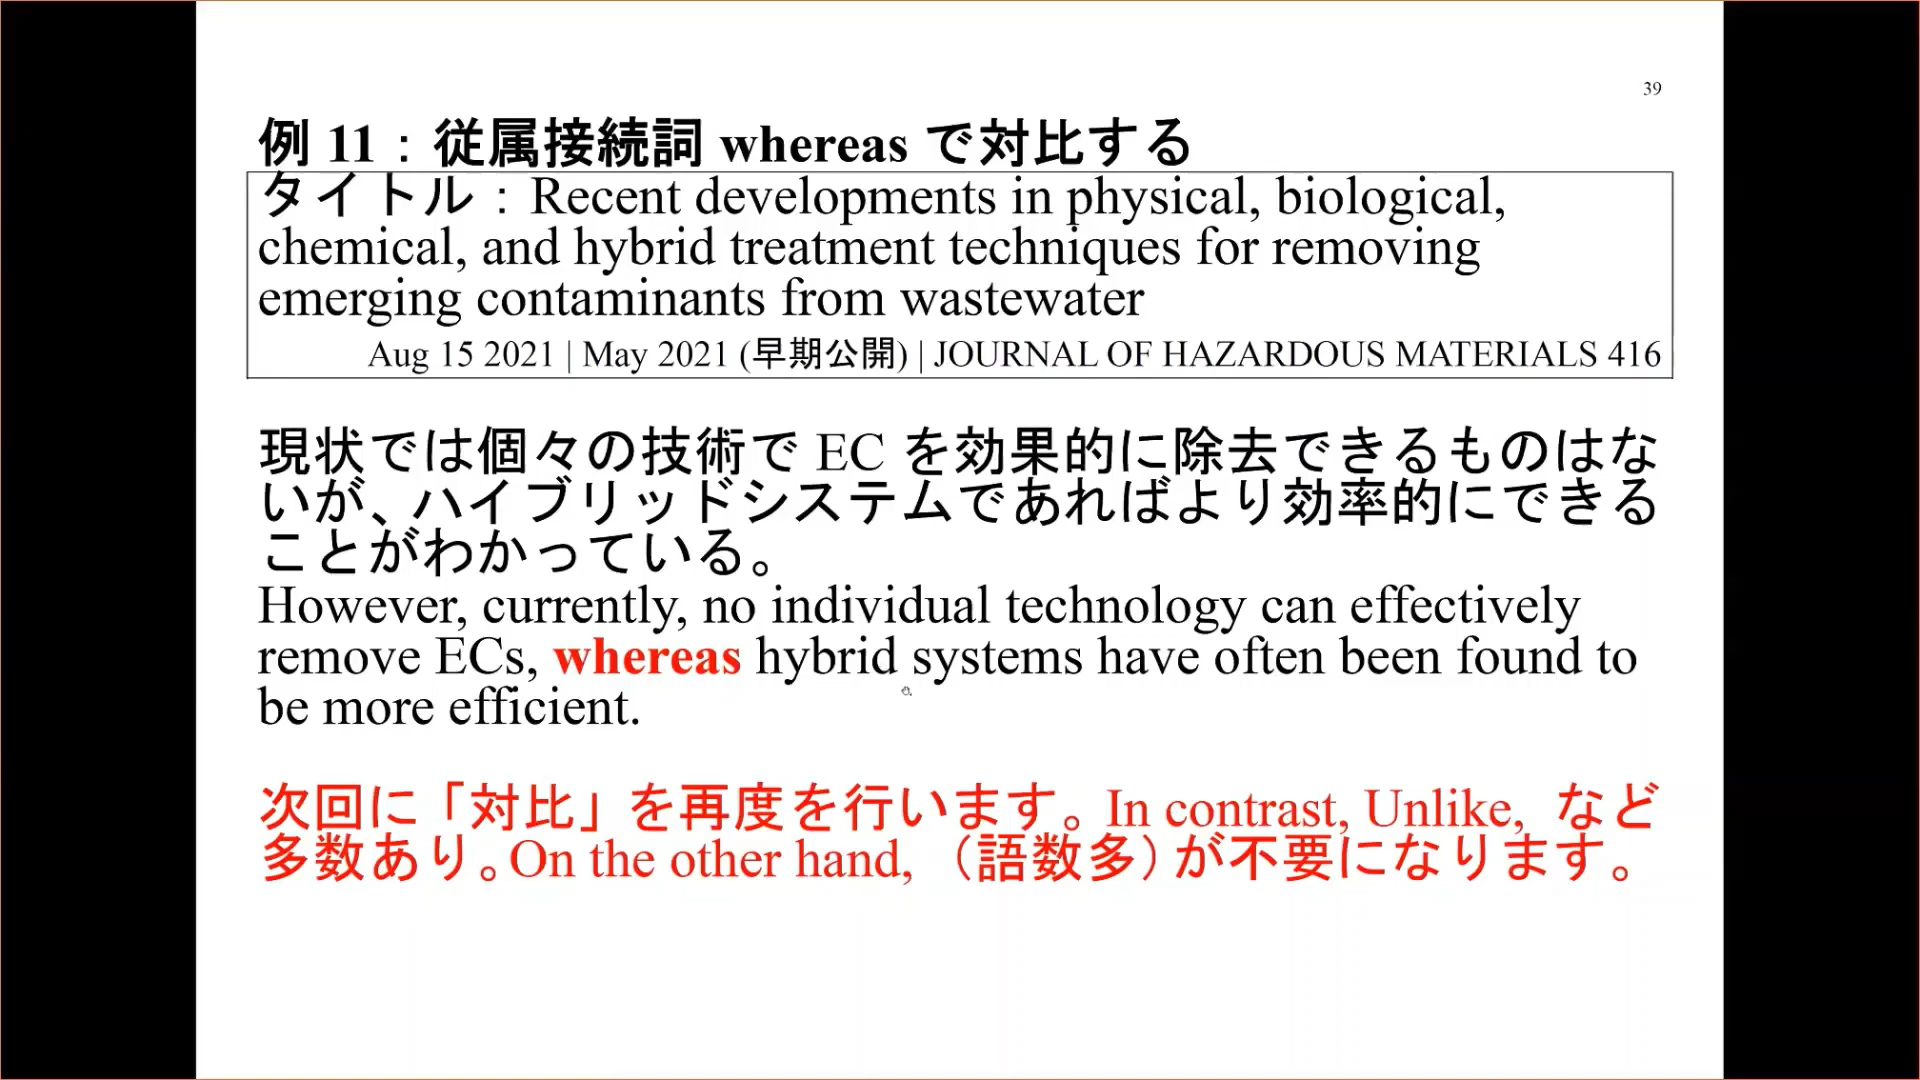 39
例 11：従属接続詞 whereas で対比する
タイトル：Recent developments in physical, biological,
chemical, and hybrid treatment techniques for removing
emerging contaminants from wastewater
Aug 15 2021 | May 2021 (早期公開) | JOURNAL OF HAZARDOUS MATERIALS 416
現状では個々の技術で EC を効果的に除去できるものはな
いが、ハイブリッドシステムであればより効率的にできる
ことがわかっている。
However, currently, no individual technology can effectively
remove ECs, whereas hybrid systems have often been found to
be more efficient.
次回に「対比」を再度を行います。In contrast, Unlike, など
多数あり。On the other hand,（語数多）が不要になります。